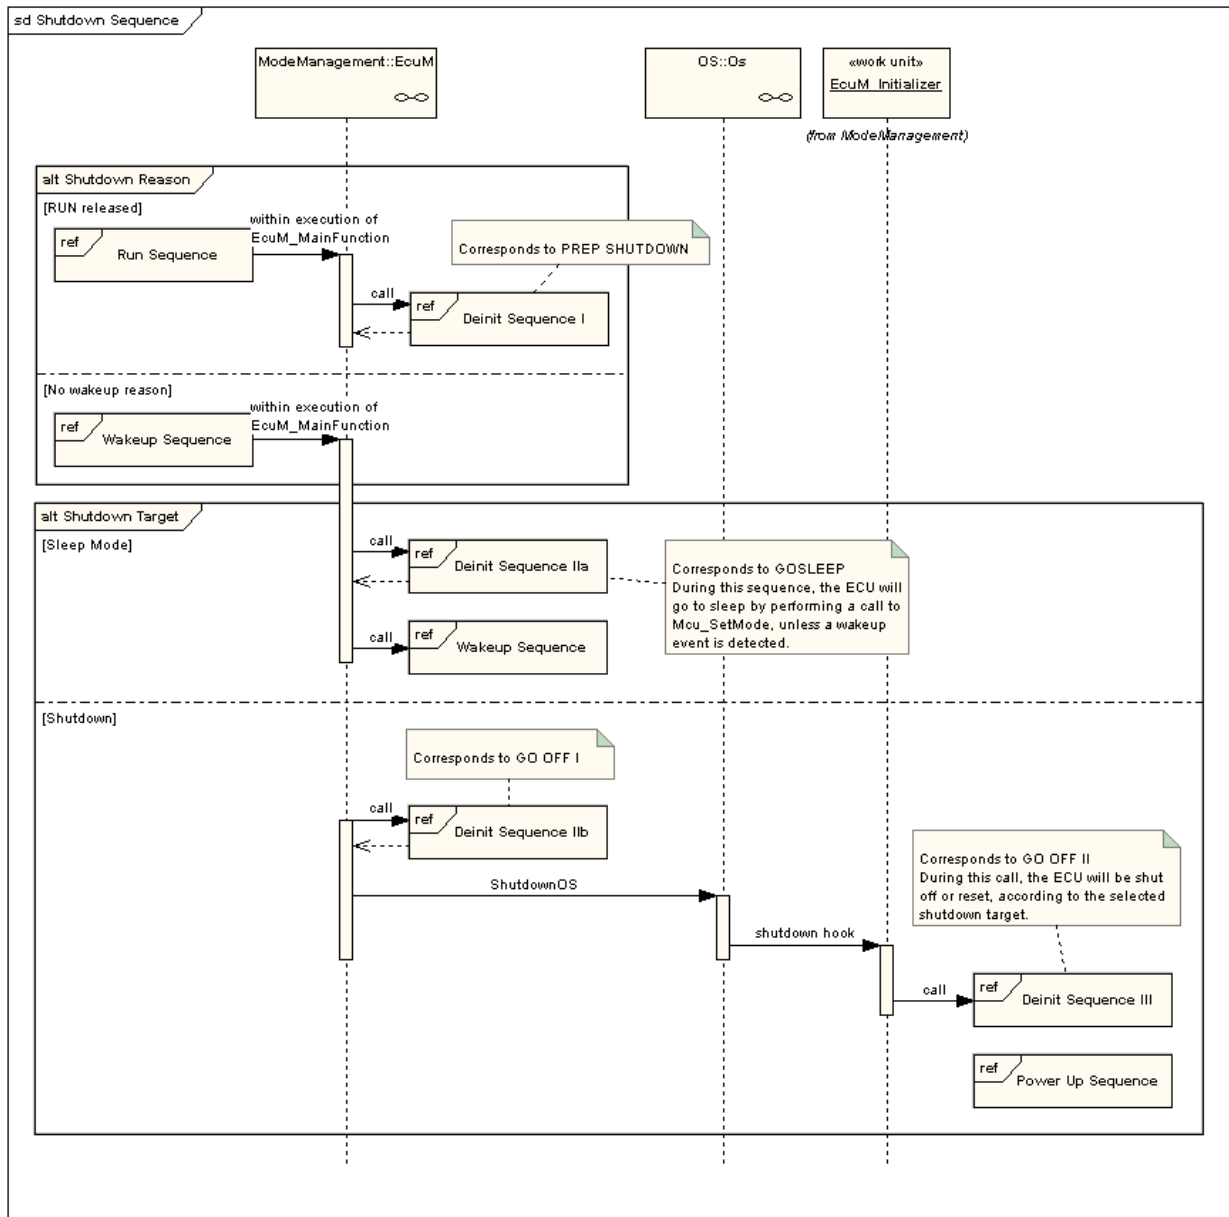 sd Shutdown Sequence
ModeManagement::EcuM
OS::Os
«work unit»
EcuM_Initializer
(from ModeManagement)
alt Shutdown Reason
[RUN released]
within execution of
EcuM_MainFunction
ref
Run Sequence
Corresponds to PREP SHUTDOWN
call
ref
Deinit Sequence I
[No wakeup reason]
within execution of
EcuM_MainFunction
ref
Wakeup Sequence
alt Shutdown Target
[Sleep Mode]
call
ref
Deinit Sequence IIa
Corresponds to GOSLEEP
During this sequence, the ECU will
go to sleep by performing a call to
Mcu_SetMode, unless a wakeup
event is detected.
call
ref
Wakeup Sequence
[Shutdown]
Corresponds to GO OFF I
call
ref
Deinit Sequence IIb
Corresponds to GO OFF II
During this call, the ECU will be shut
off or reset, according to the selected
shutdown target.
ShutdownOS
shutdown hook
call
ref
Deinit Sequence III
ref
Power Up Sequence